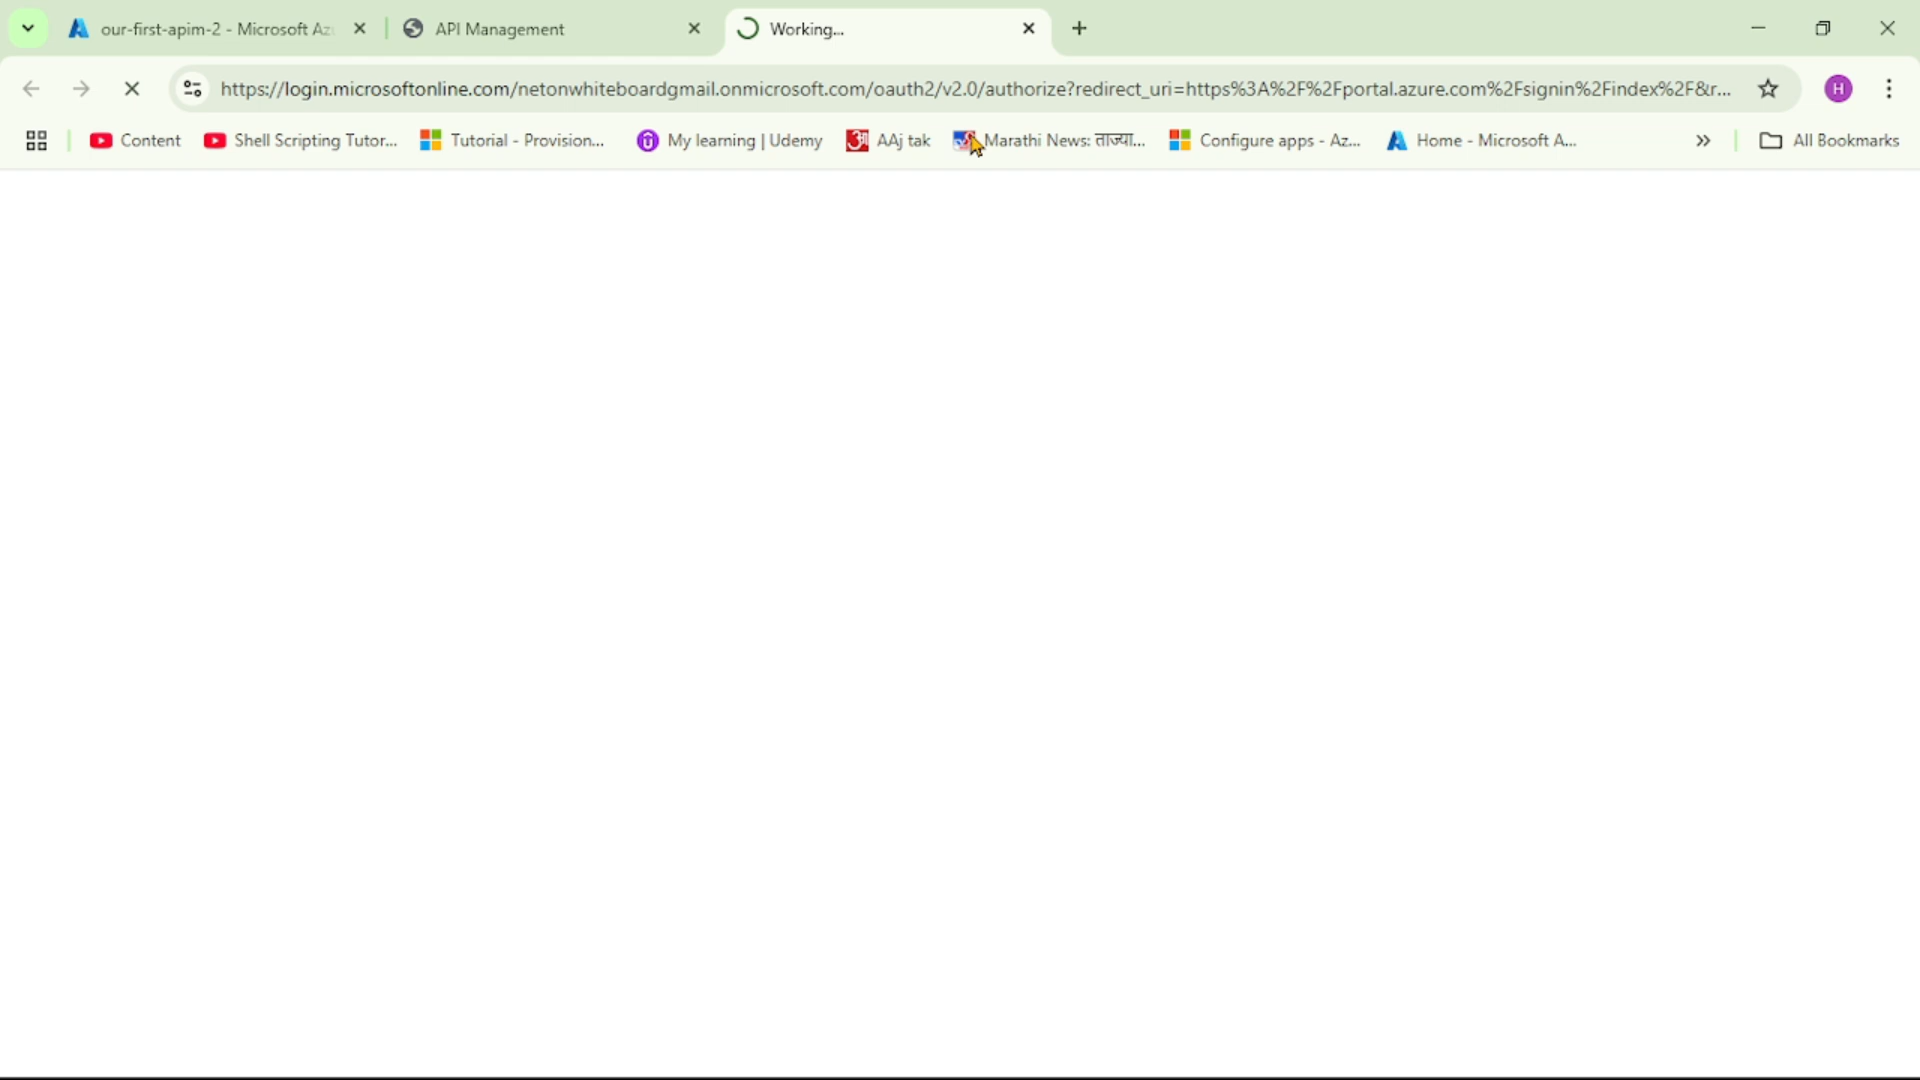 our-first-apim-2 - Microsoft Az
API Management
Working...
https://login.microsoftonline.com/netonwhiteboardgmail.onmicrosoft.com/oauth2/v2.0/authorize?redirect_uri=https%3A%2F%2Fportal.azure.com%2Fsignin%2Findex%2F&r...
H
Content
Shell Scripting Tutor...
Tutorial - Provision...
My learning | Udemy
AAj tak
Marathi News: ताज्या...
Configure apps - Az...
Home - Microsoft A...
All Bookmarks